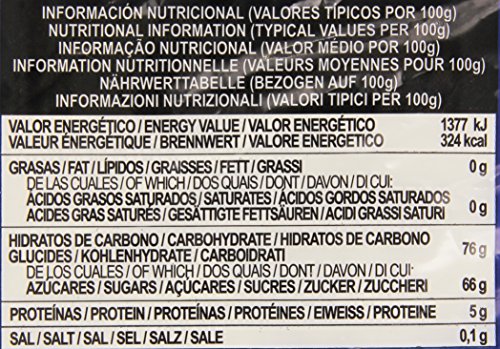 INFORMACIÓN NUTRICIONAL (VALORES TÍPICOS POR 100g)
NUTRITIONAL INFORMATION (TYPICAL VALUES PER 100g)
INFORMAÇÃO NUTRICIONAL (VALOR MÉDIO POR 100g)
INFORMATION NUTRITIONNELLE (VALEURS MOYENNES POUR 100g)
NÄHRWERTTABELLE (BEZOGEN AUF 100g)
INFORMAZIONI NUTRIZIONALI (VALORI TIPICI PER 100g)
VALOR ENERGÉTICO / ENERGY VALUE / VALOR ENERGÉTICO 1377 kJ
VALEUR ÉNERGÉTIQUE / BRENNWERT / VALORE ENERGETICO 324 kcal
GRASAS / FAT / LÍPIDOS / GRAISSES / FETT / GRASSI 0 g
DE LAS CUALES / OF WHICH / DOS QUAIS / DONT / DAVON / DI CUI:
ÁCIDOS GRASOS SATURADOS / SATURATES / ÁCIDOS GORDOS SATURADOS
ACIDES GRAS SATURÉS / GESÄTTIGTE FETTSÄUREN / ACIDI GRASSI SATURI 0 g
HIDRATOS DE CARBONO / CARBOHYDRATE / HIDRATOS DE CARBONO
GLUCIDES / KOHLENHYDRATE / CARBOIDRATI 76 g
DE LOS CUALES / OF WHICH / DOS QUAIS / DONT / DAVON / DI CUI:
AZÚCARES / SUGARS / AÇÚCARES / SUCRES / ZUCKER / ZUCCHERI 66 g
PROTEÍNAS / PROTEIN / PROTEÍNAS / PROTÉINES / EIWEISS / PROTEINE 5 g
SAL / SALT / SAL / SEL / SALZ / SALE 0,1 g